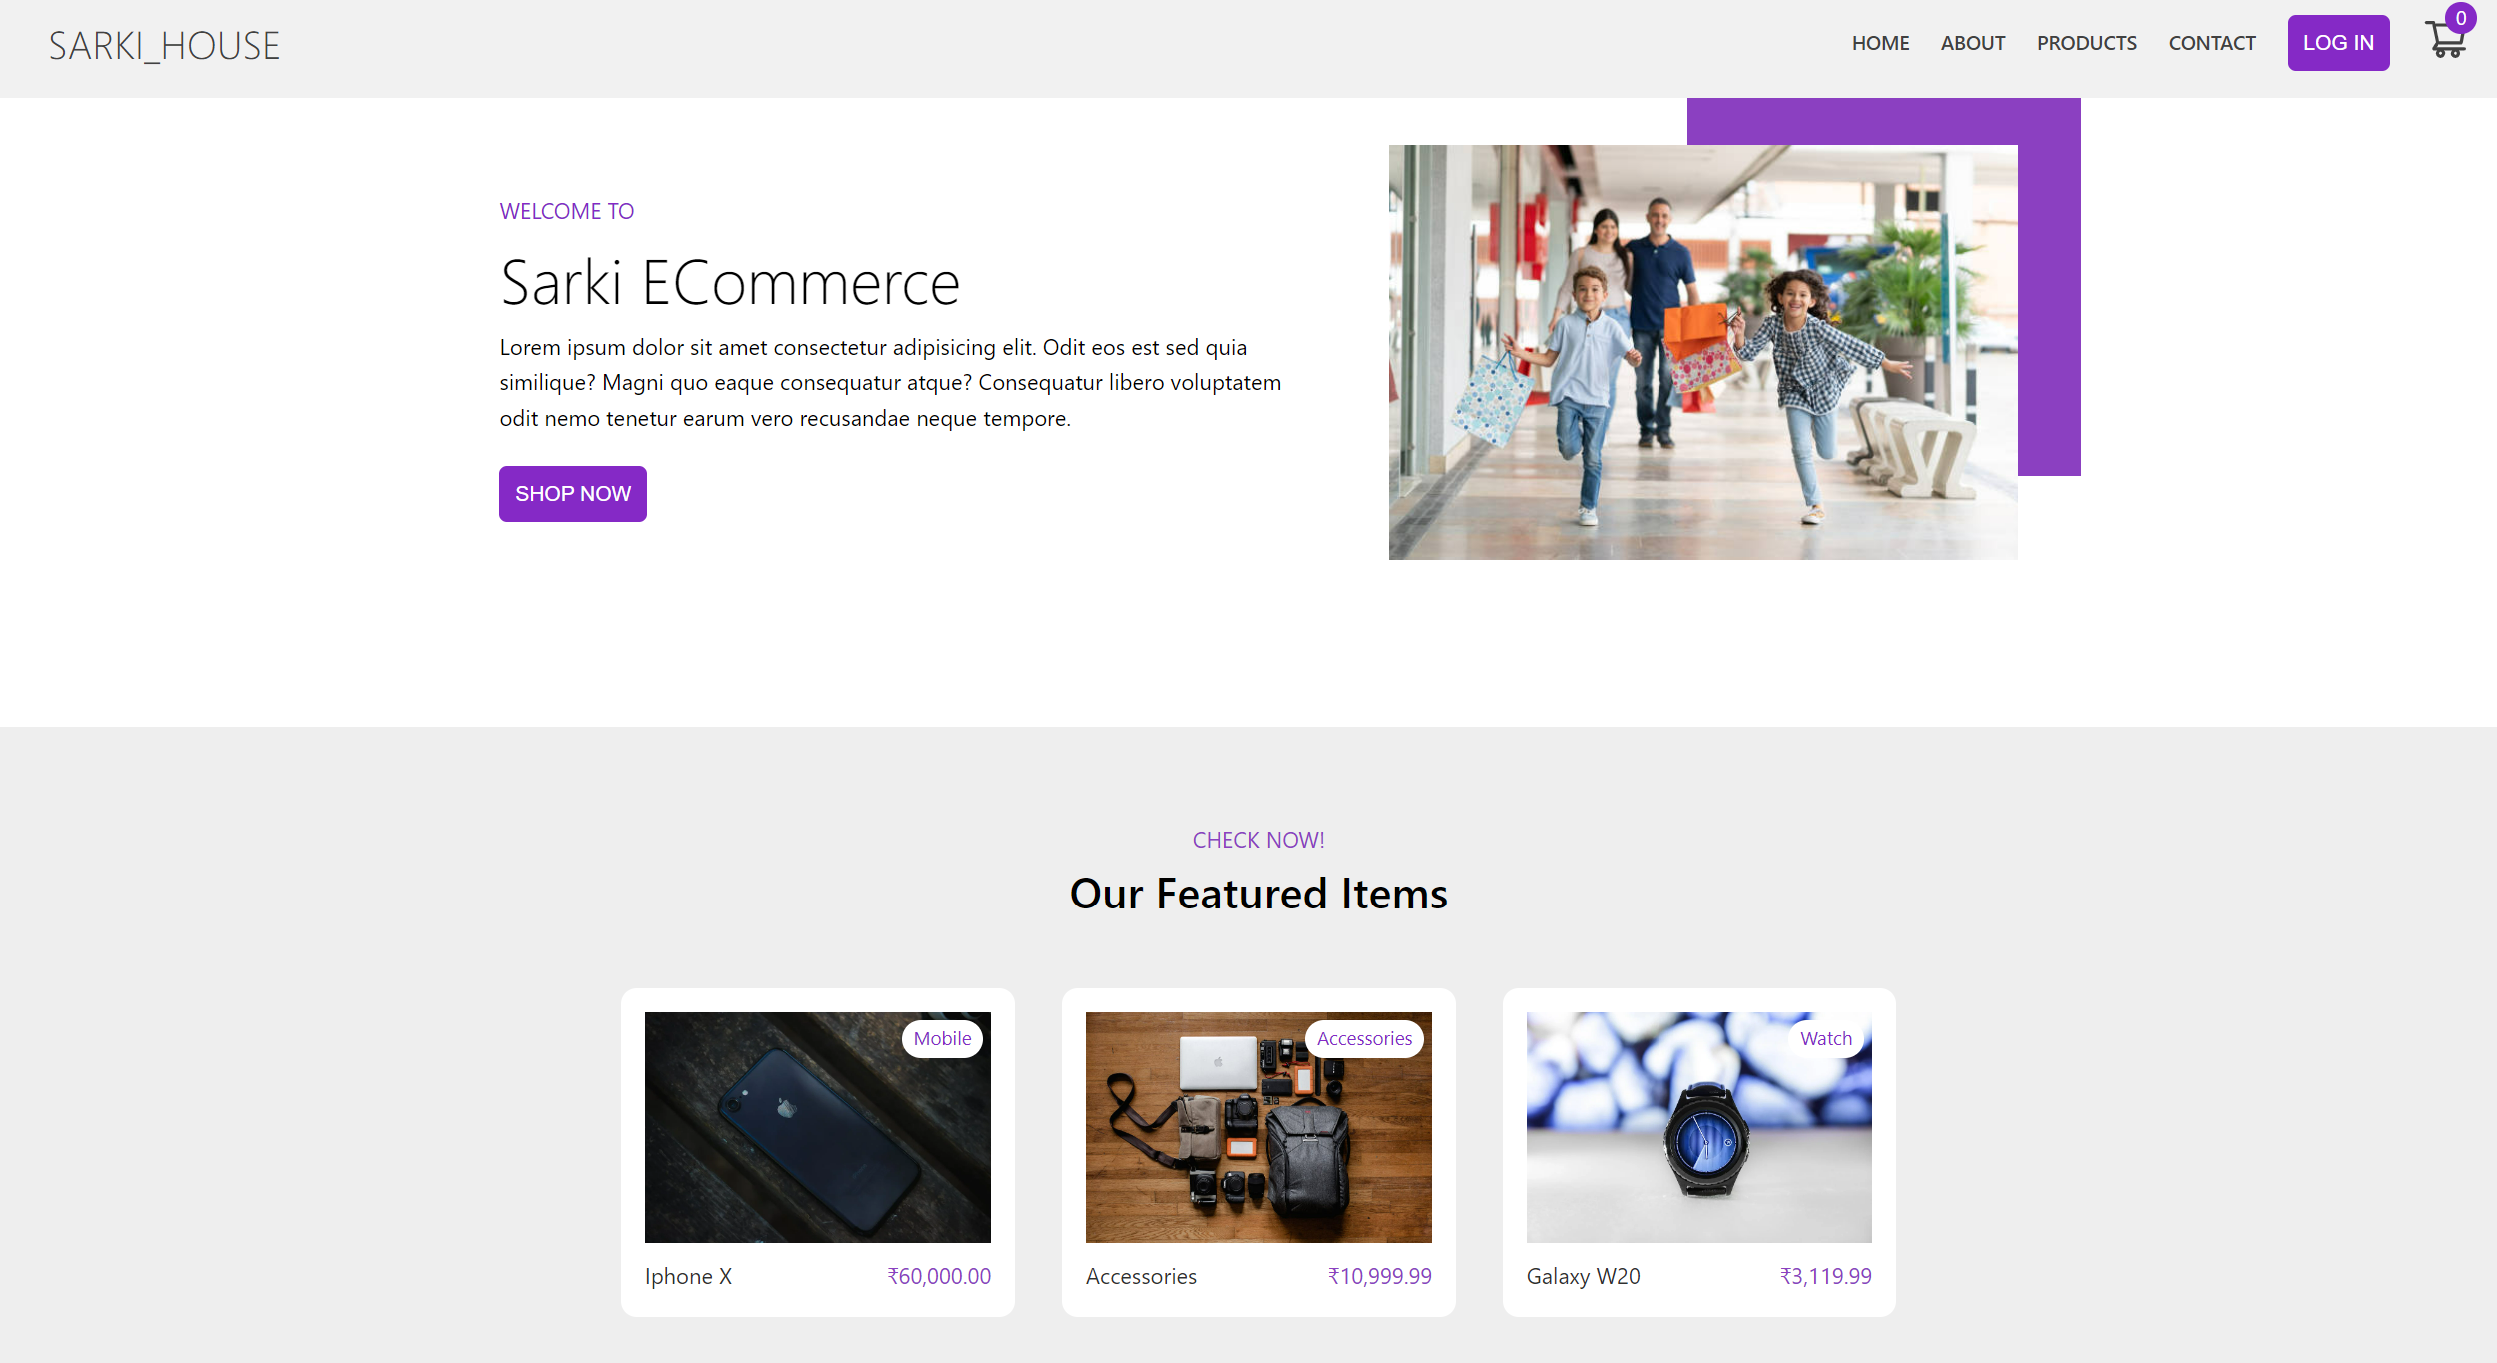 SARKI_HOUSE
HOME ABOUT PRODUCTS CONTACT LOG IN 0
WELCOME TO
Sarki ECommerce
Lorem ipsum dolor sit amet consectetur adipisicing elit. Odit eos est sed quia
similique? Magni quo eaque consequatur atque? Consequatur libero voluptatem
odit nemo tenetur earum vero recusandae neque tempore.
SHOP NOW
CHECK NOW!
Our Featured Items
Mobile
Iphone X ₹60,000.00
Accessories
Accessories ₹10,999.99
Watch
Galaxy W20 ₹3,119.99